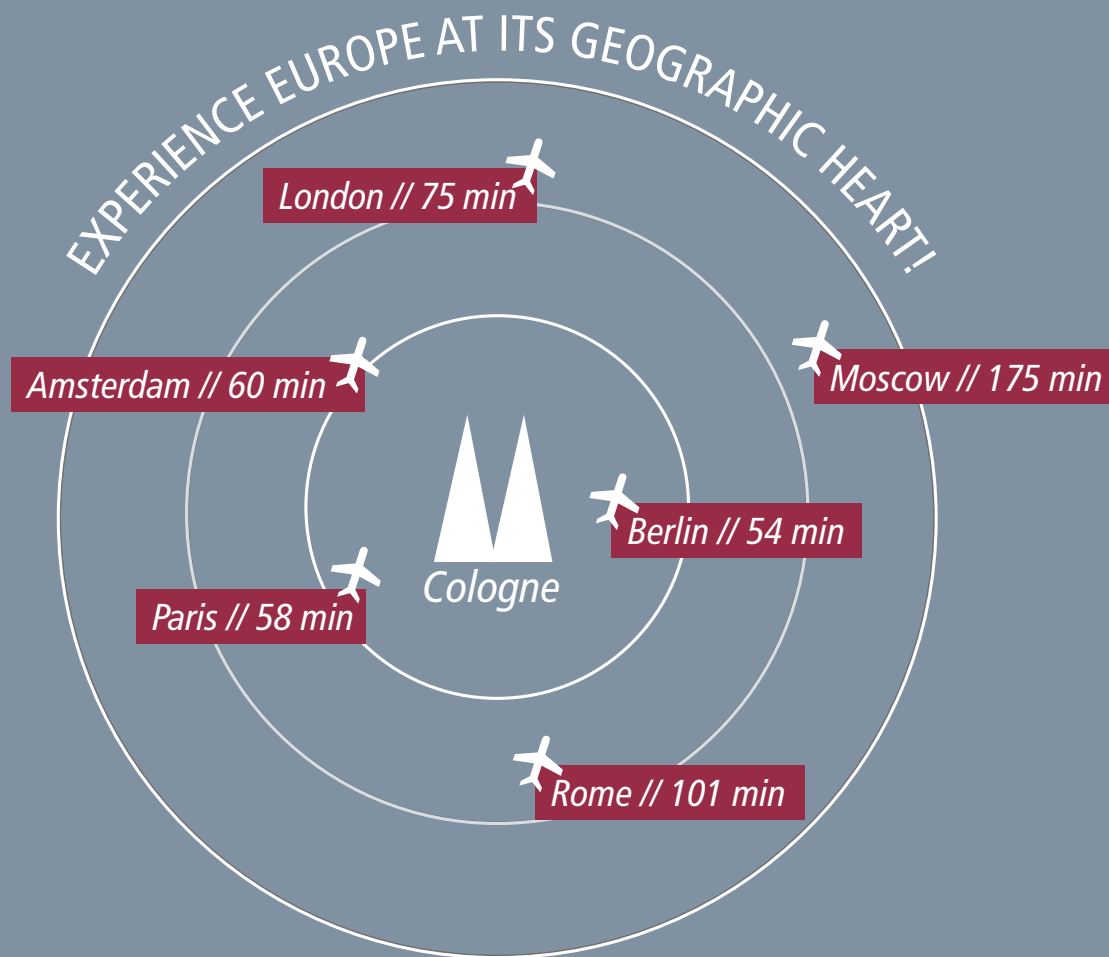 EXPERIENCE EUROPE AT ITS GEOGRAPHIC HEART!
London // 75 min
Amsterdam // 60 min
Moscow // 175 min
Berlin // 54 min
Cologne
Paris // 58 min
Rome // 101 min